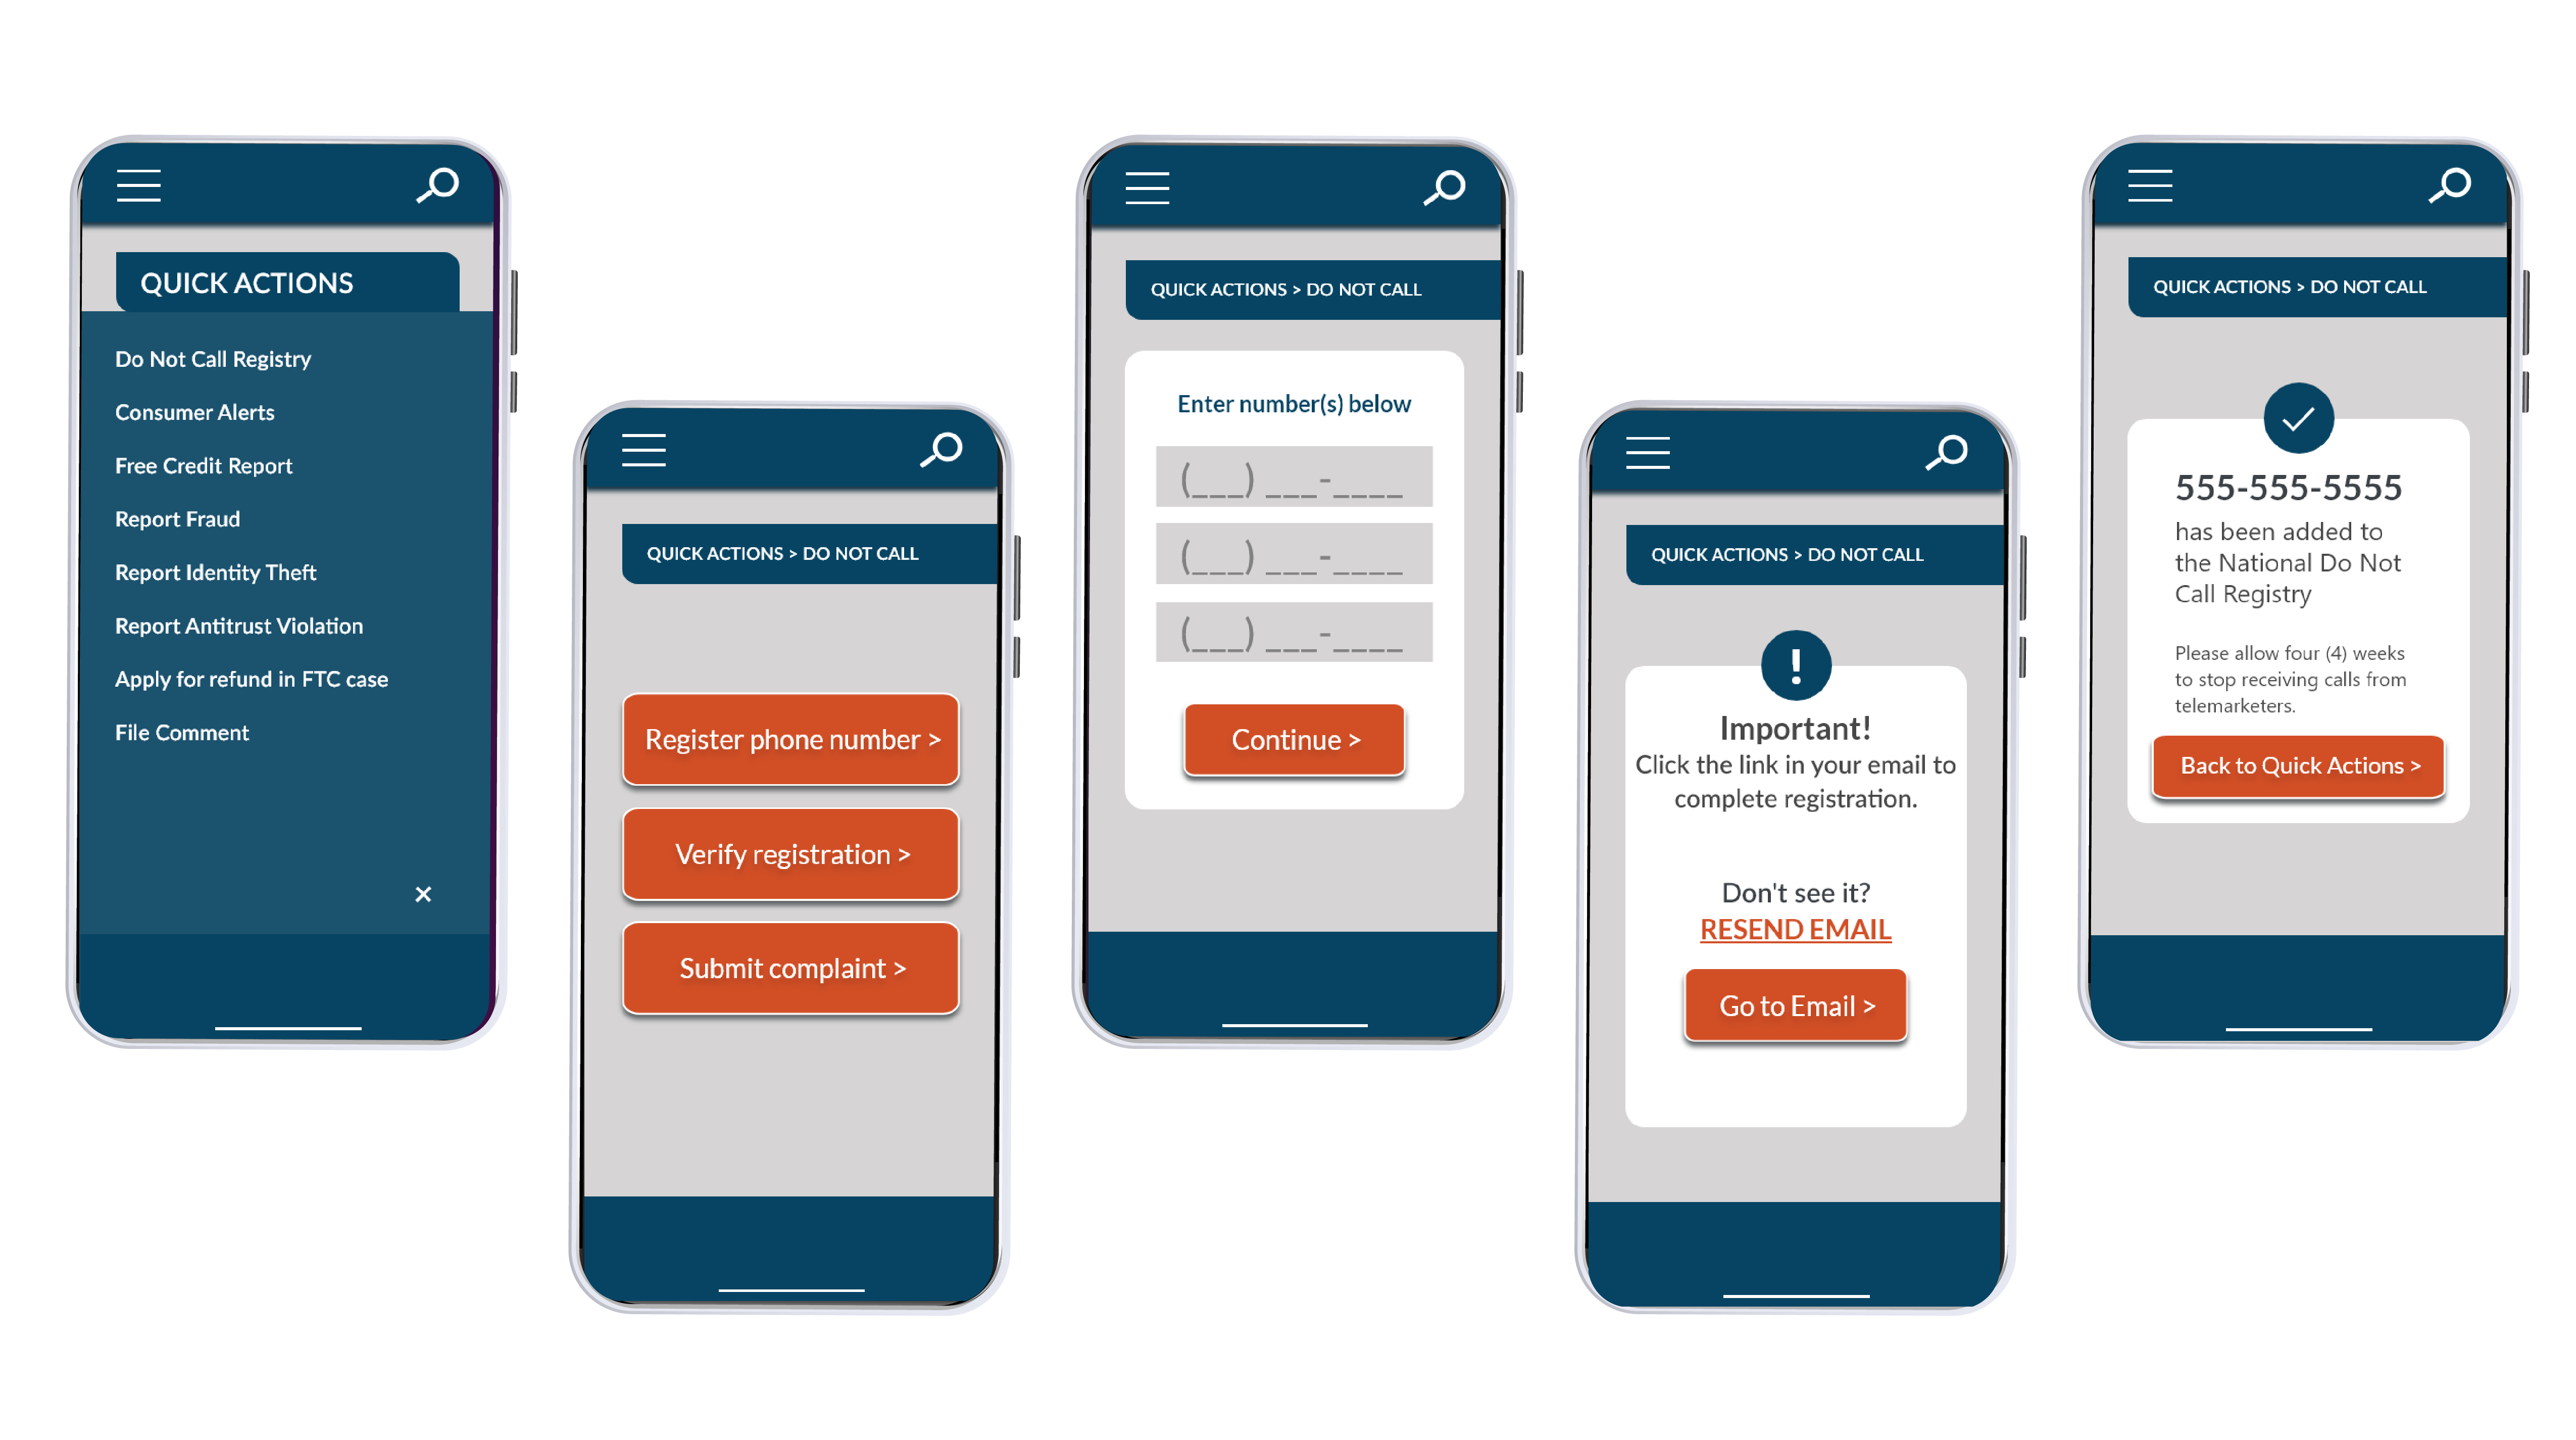 QUICK ACTIONS
Do Not Call Registry
Consumer Alerts
Free Credit Report
Report Fraud
Report Identity Theft
Report Antitrust Violation
Apply for refund in FTC case
File Comment
×
QUICK ACTIONS > DO NOT CALL
Register phone number >
Verify registration >
Submit complaint >
QUICK ACTIONS > DO NOT CALL
Enter number(s) below
(___) ___-____
(___) ___-____
(___) ___-____
Continue >
QUICK ACTIONS > DO NOT CALL
!
Important!
Click the link in your email to
complete registration.
Don't see it?
RESEND EMAIL
Go to Email >
QUICK ACTIONS > DO NOT CALL
555-555-5555
has been added to
the National Do Not
Call Registry
Please allow four (4) weeks
to stop receiving calls from
telemarketers.
Back to Quick Actions >